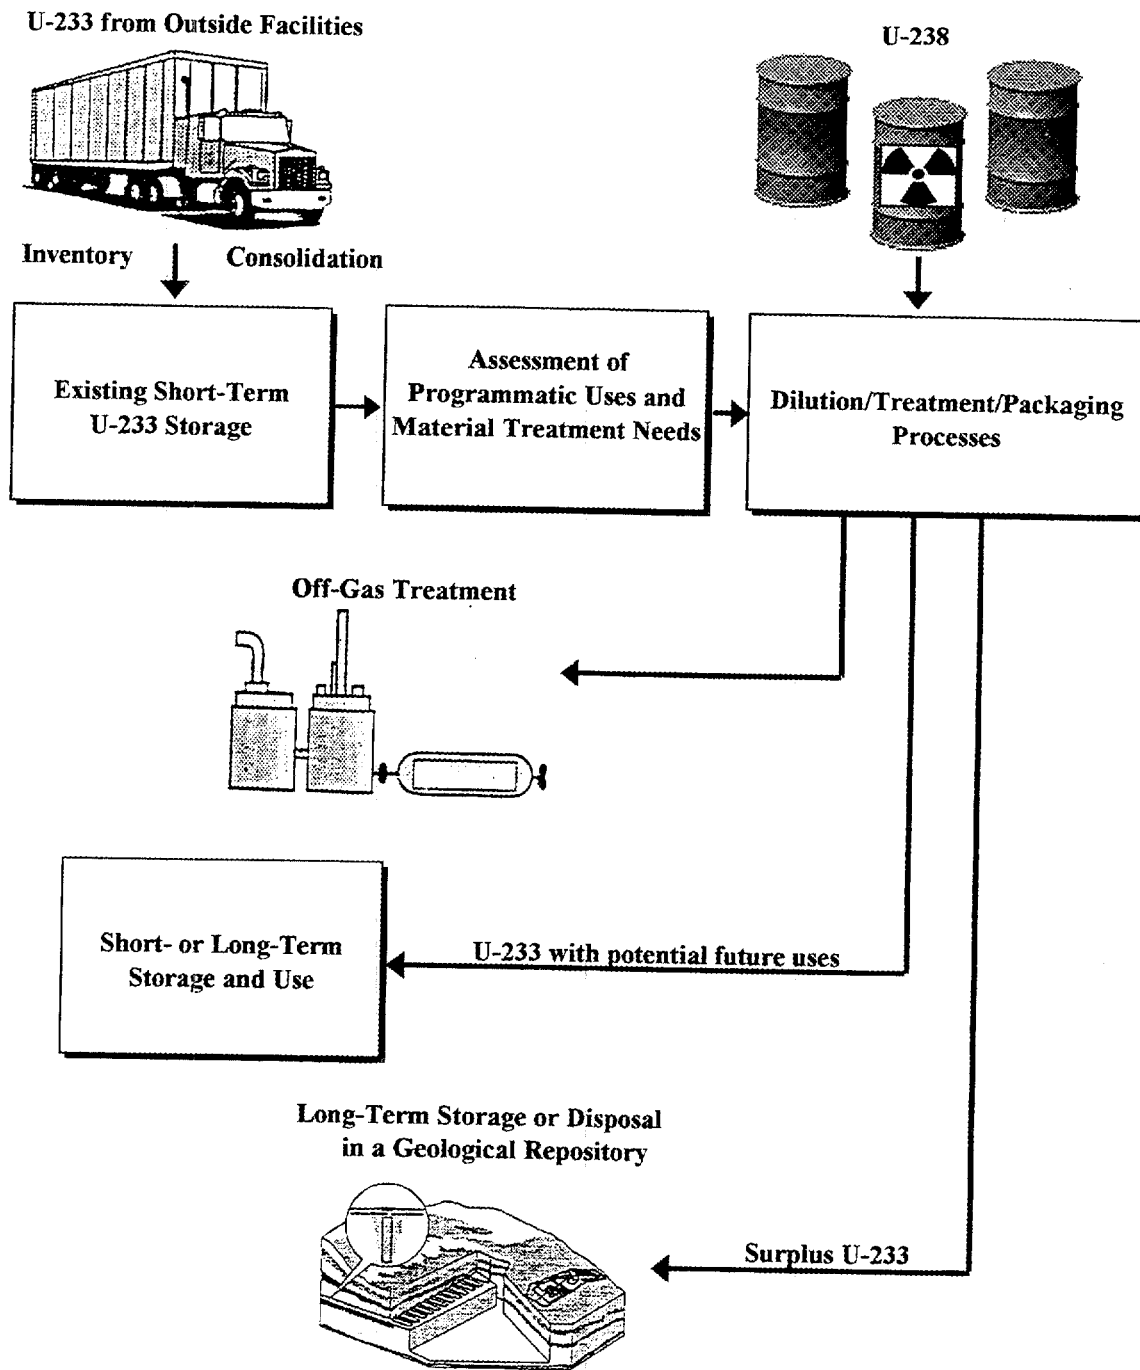 U-233 from Outside Facilities
U-238
Inventory
Consolidation
Existing Short-Term
U-233 Storage
Assessment of
Programmatic Uses and
Material Treatment Needs
Dilution/Treatment/Packaging
Processes
Off-Gas Treatment
Short- or Long-Term
Storage and Use
U-233 with potential future uses
Long-Term Storage or Disposal
in a Geological Repository
Surplus U-233